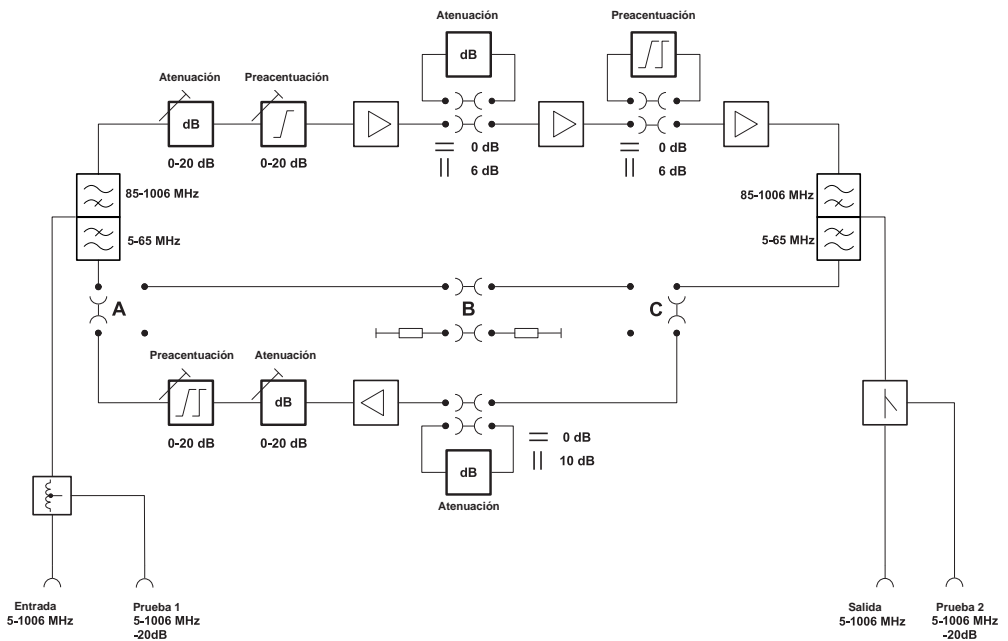 Atenuación
Preacentuación
dB
Atenuación
Preacentuación
dB
0-20 dB
0-20 dB
0 dB
6 dB
0 dB
6 dB
85-1006 MHz
5-65 MHz
85-1006 MHz
5-65 MHz
A
B
C
Preacentuación
Atenuación
dB
0-20 dB
0-20 dB
0 dB
10 dB
dB
Atenuación
Entrada
5-1006 MHz
Prueba 1
5-1006 MHz
-20dB
Salida
5-1006 MHz
Prueba 2
5-1006 MHz
-20dB